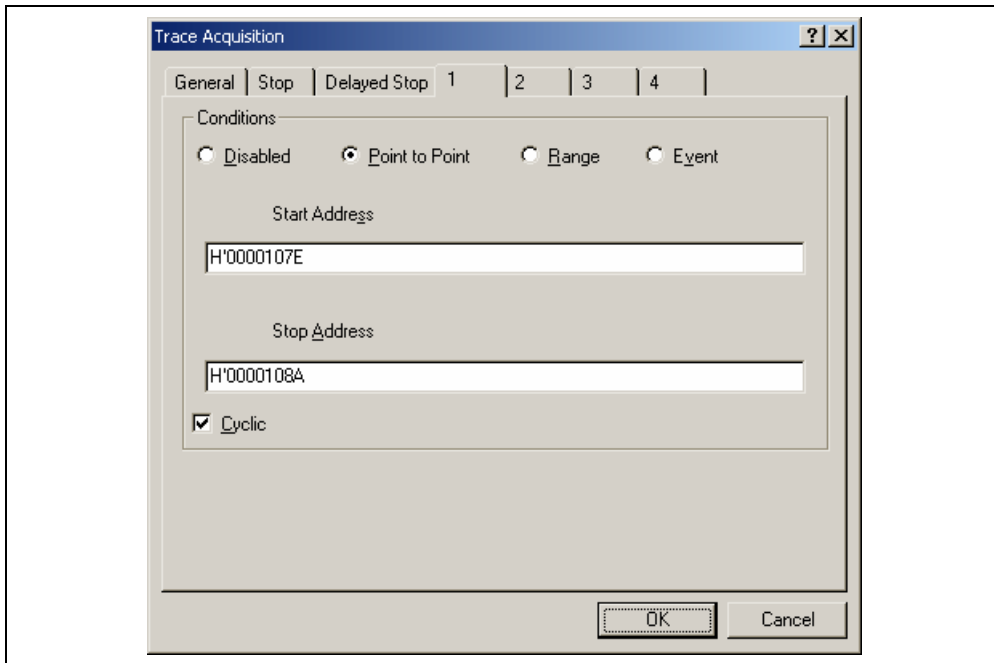 Trace Acquisition
General Stop Delayed Stop 1 2 3 4
Conditions
Disabled Point to Point Range Event
Start Address
H'0000107E
Stop Address
H'0000108A
Cyclic
OK Cancel